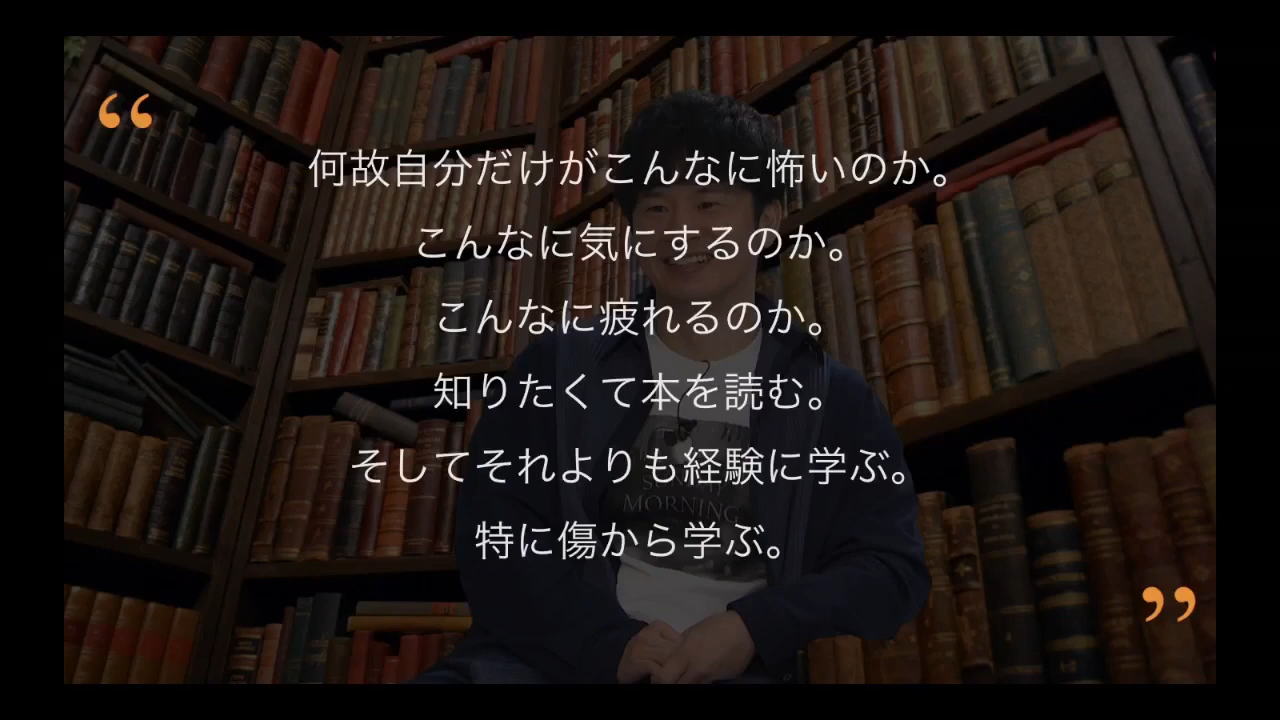 “
何故自分だけがこんなに怖いのか。
こんなに気にするのか。
こんなに疲れるのか。
知りたくて本を読む。
そしてそれよりも経験に学ぶ。
特に傷から学ぶ。
MORNING
”